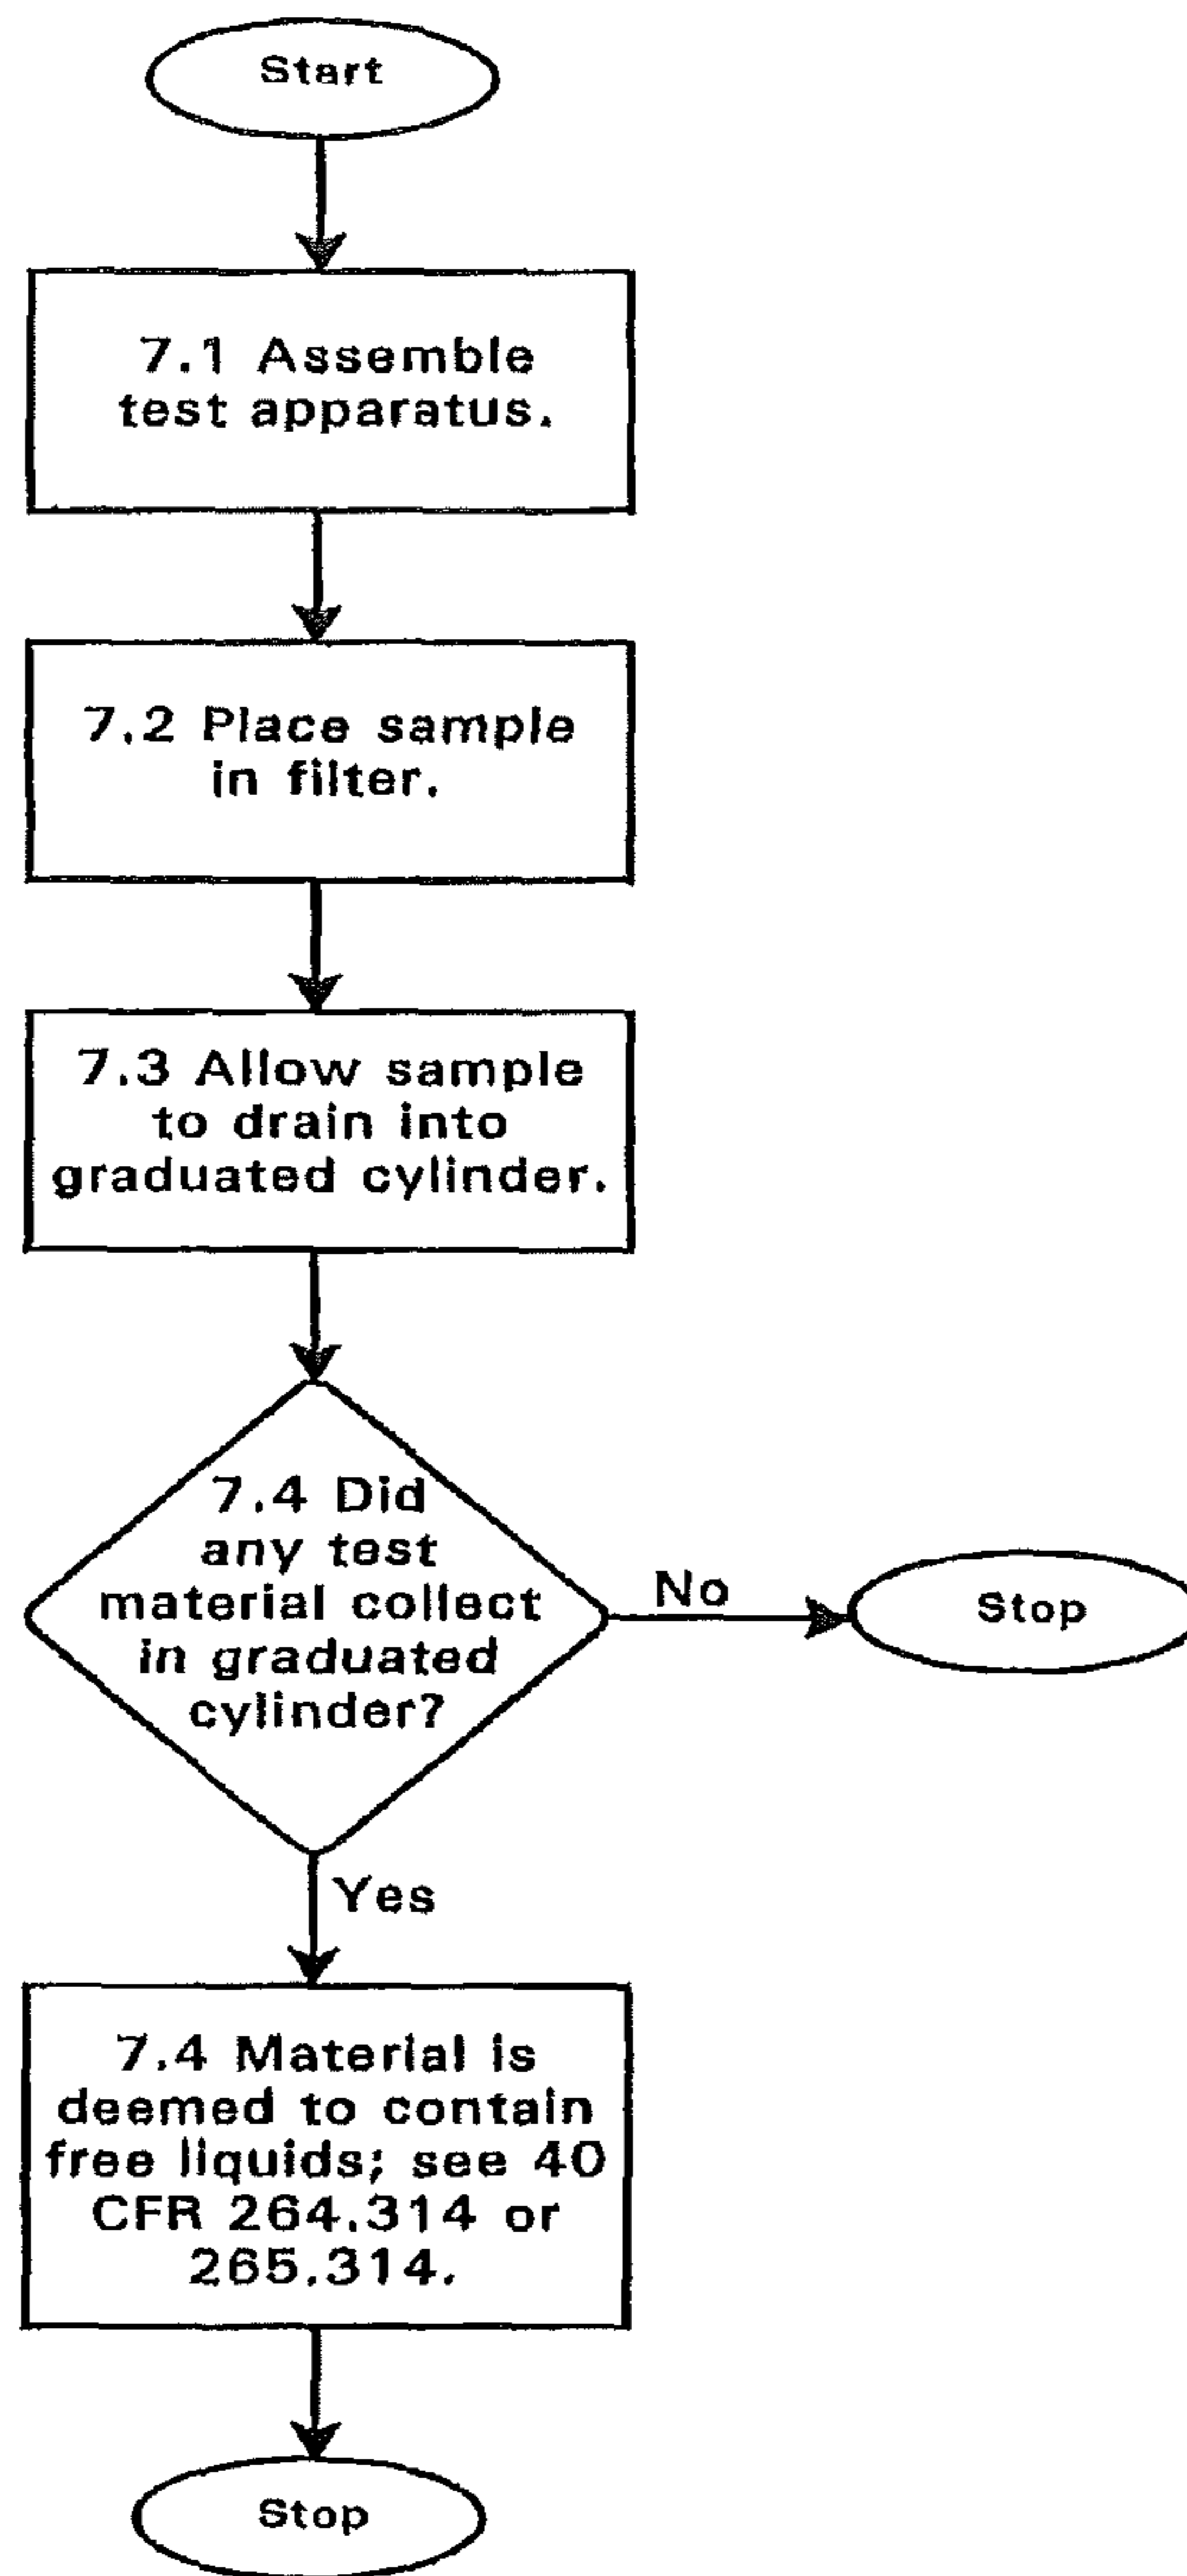 Start
7.1 Assemble
test apparatus.
7.2 Place sample
in filter.
7.3 Allow sample
to drain into
graduated cylinder.
7.4 Did
any test
material collect
in graduated
cylinder?
No
Stop
Yes
7.4 Material is
deemed to contain
free liquids; see 40
CFR 264.314 or
265.314.
Stop